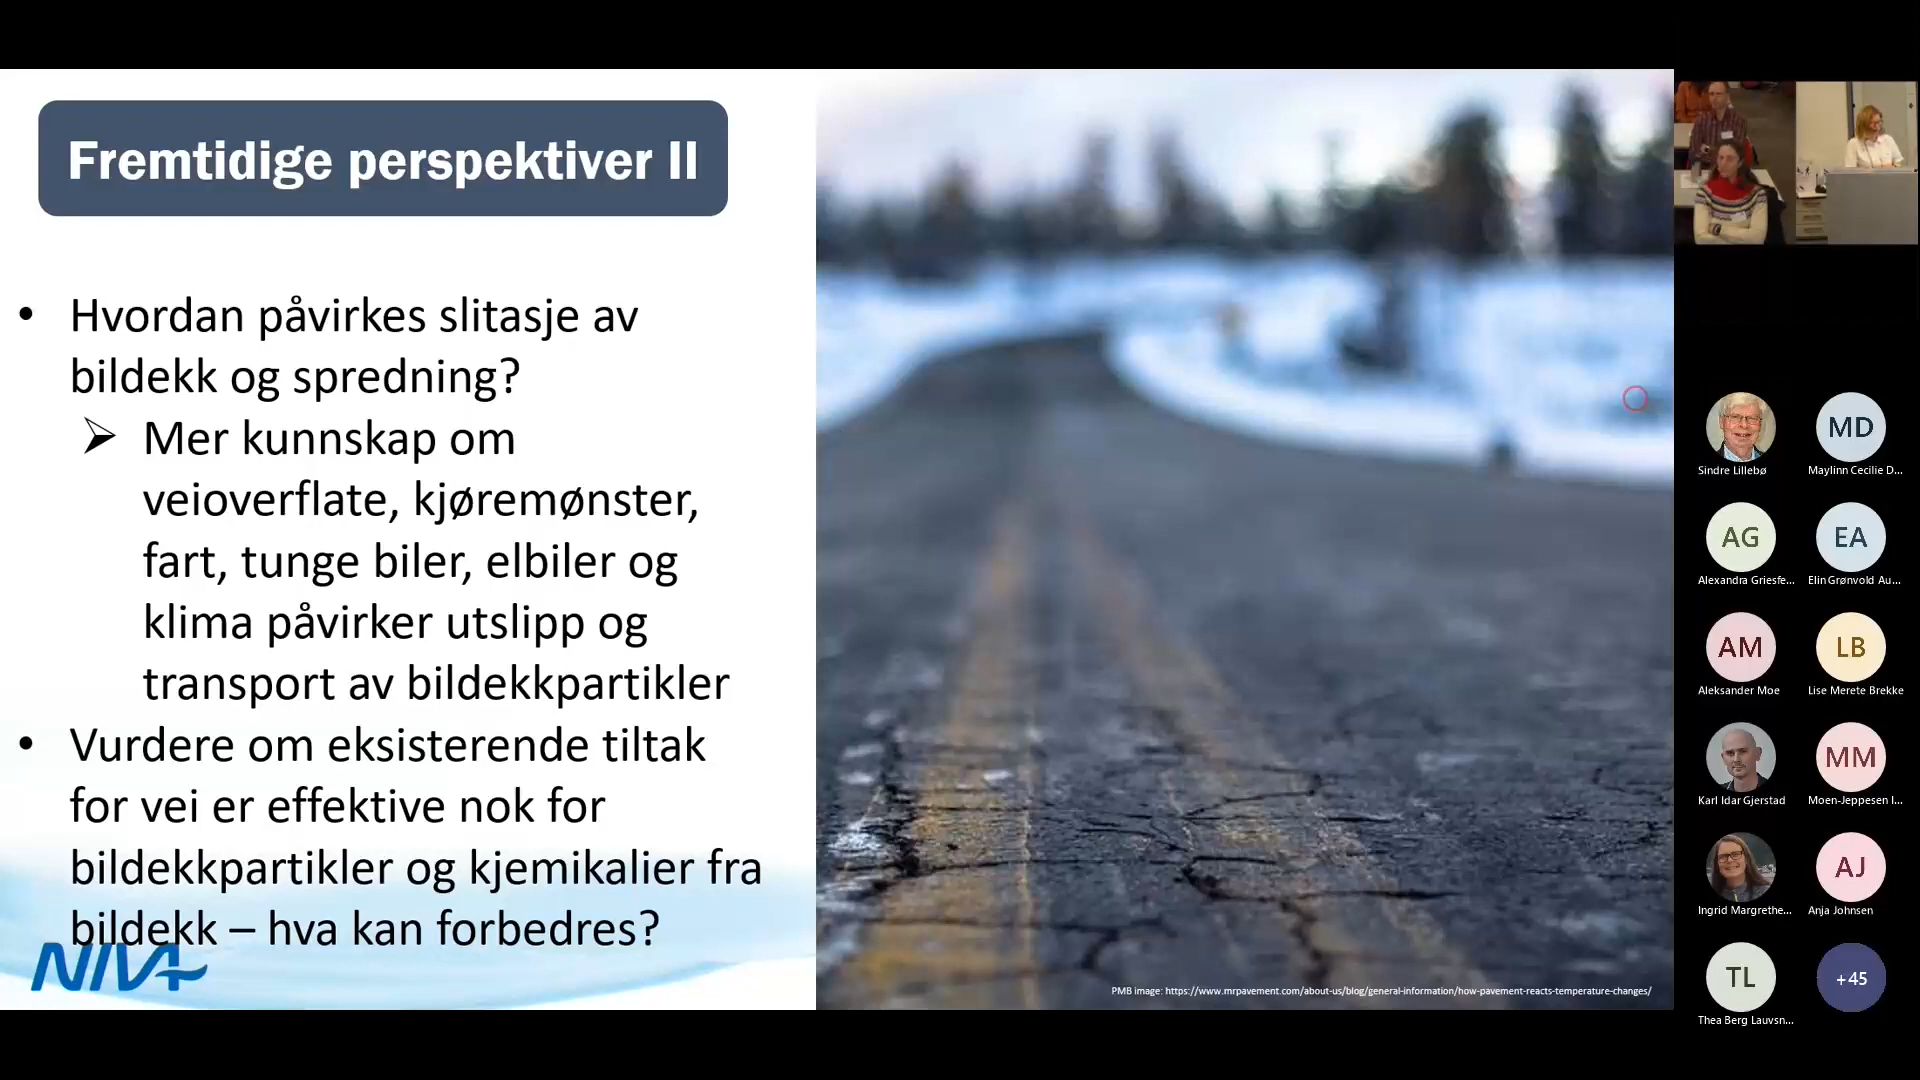 Fremtidige perspektiver II
• Hvordan påvirkes slitasje av
bildekk og spredning?
➢ Mer kunnskap om
veioverflate, kjøremønster,
fart, tunge biler, elbiler og
klima påvirker utslipp og
transport av bildekkpartikler
• Vurdere om eksisterende tiltak
for vei er effektive nok for
bildekkpartikler og kjemikalier fra
bildekk – hva kan forbedres?
NIVA
PMB image: https://www.mrpavement.com/about-us/blog/general-information/how-pavement-reacts-temperature-changes/
Sindre Lillebø
MD
Maylinn Cecilie D...
AG
Alexandra Griesfe...
EA
Elin Grønvold Au...
AM
Aleksander Moe
LB
Lise Merete Brekke
Karl Idar Gjerstad
MM
Moen-Jeppesen I...
Ingrid Margrethe...
AJ
Anja Johnsen
TL
Thea Berg Lauvsn...
+45